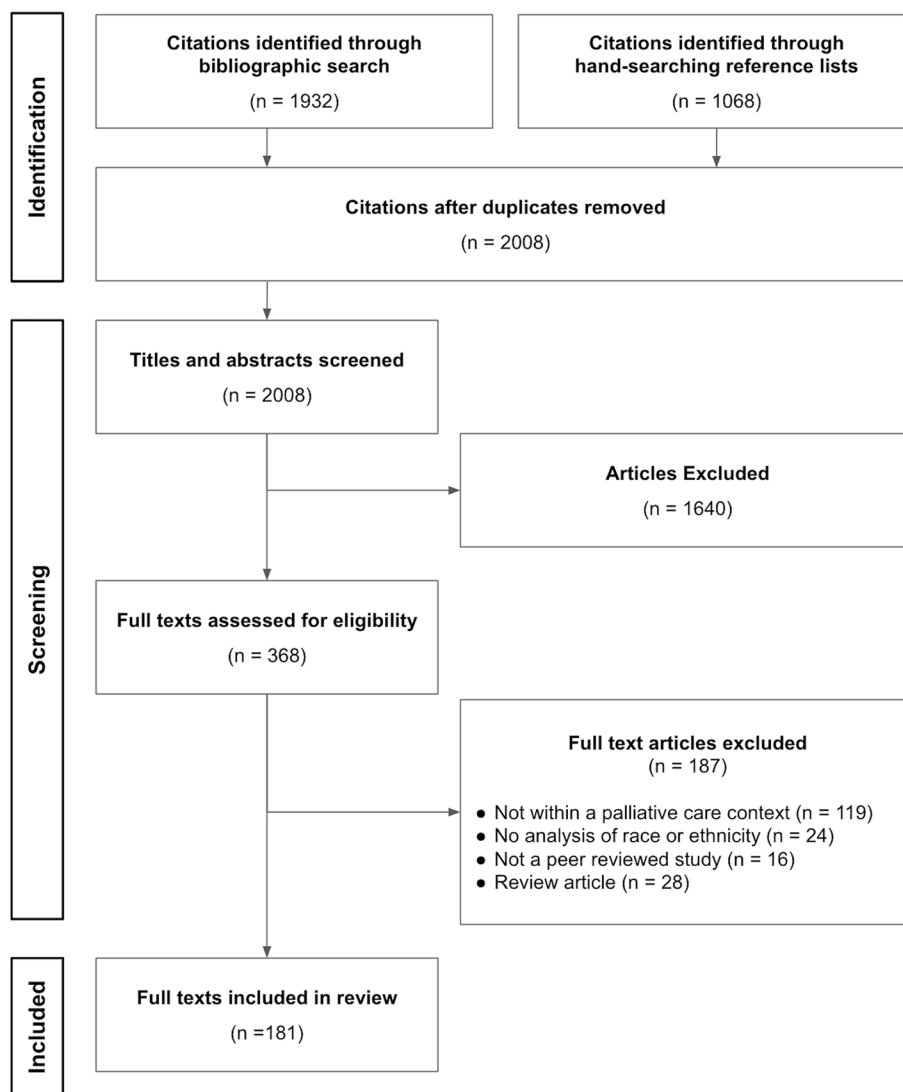 Identification
Citations identified through
bibliographic search
(n = 1932)
Citations identified through
hand-searching reference lists
(n = 1068)
Citations after duplicates removed
(n = 2008)
Screening
Titles and abstracts screened
(n = 2008)
Articles Excluded
(n = 1640)
Full texts assessed for eligibility
(n = 368)
Full text articles excluded
(n = 187)
● Not within a palliative care context (n = 119)
● No analysis of race or ethnicity (n = 24)
● Not a peer reviewed study (n = 16)
● Review article (n = 28)
Included
Full texts included in review
(n =181)